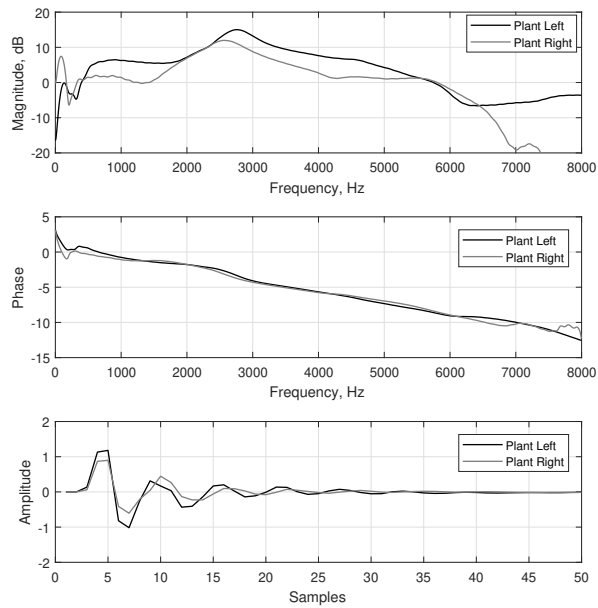 20
10
0
-10
-20
Magnitude, dB
Plant Left
Plant Right
0 1000 2000 3000 4000 5000 6000 7000 8000
Frequency, Hz
5
0
-5
-10
-15
Phase
Plant Left
Plant Right
0 1000 2000 3000 4000 5000 6000 7000 8000
Frequency, Hz
2
1
0
-1
-2
Amplitude
Plant Left
Plant Right
0 5 10 15 20 25 30 35 40 45 50
Samples